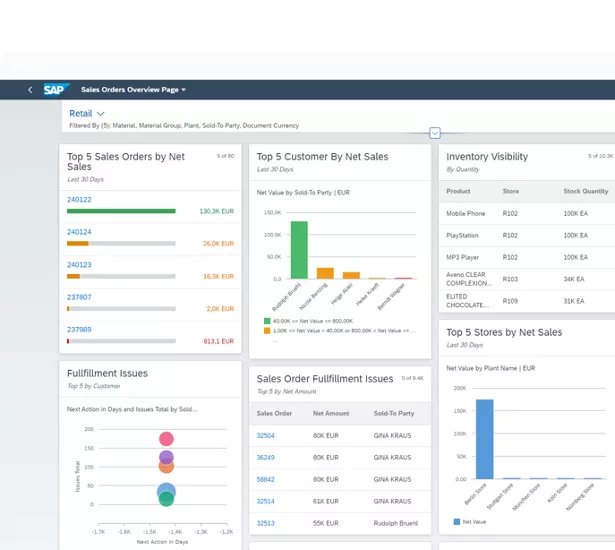 SAP
Sales Orders Overview Page
Retail
Filtered By (5): Material, Material Group, Plant, Sold-To Party, Document Currency
Top 5 Sales Orders by Net
Sales
5 of 80
Last 30 Days
240122
130,3K EUR
240124
26,0K EUR
240123
16,3K EUR
237807
2,0K EUR
237989
813,1 EUR
Fullfillment Issues
Top 5 by Customer
Next Action in Days and Issues Total by Sold...
Issues Total
200
150
100
50
0
-1,7K -1,5K -1,4K -1,3K -1,2K
Next Action in Days
Top 5 Customer By Net Sales
Last 30 Days
Net Value by Sold-To Party | EUR
150,0K
100,0K
50,0K
0.00
Rudolph Bruehl
Nicole Benning
Helge Alder
Heike Kraeft
Berndt Wagner
40,00K <= Net Value <= 800,00K
1,00K <= Net Value < 40,00K or 800,00K < Net Value <= ...
...
Sales Order Fullfillment Issues
5 of 9.4K
Top 5 by Net Amount
Sales Order Net Amount Sold-To Party
32504 80K EUR GINA KRAUS
36249 80K EUR GINA KRAUS
58842 80K EUR GINA KRAUS
32514 61K EUR GINA KRAUS
32513 55K EUR Rudolph Bruehl
Inventory Visibility
5 of 10.3K
By Quantity
Product Store Stock Quantity
Mobile Phone R102 100K EA
PlayStation R102 100K EA
MP3 Player R102 100K EA
Aveno CLEAR
COMPLEXION... R103 34K EA
ELITED
CHOCOLATE... R109 31K EA
Top 5 Stores by Net Sales
Last 30 Days
Net Value by Plant Name | EUR
200K
150K
100K
50K
0.00
Berlin Store
Stuttgart Store
München Store
Köln Store
Nürnberg Store
Net Value